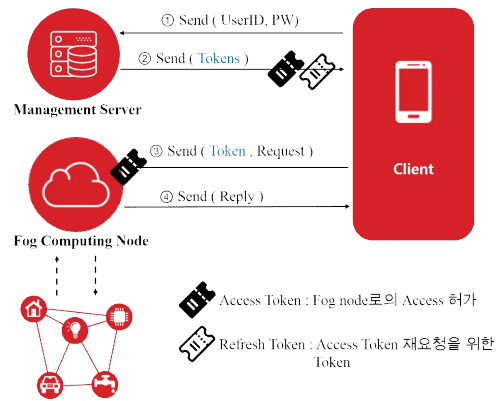 ① Send ( UserID, PW)
② Send ( Tokens )
Management Server
③ Send ( Token , Request )
Client
④ Send ( Reply )
Fog Computing Node
Access Token : Fog node로의 Access 허가
Refresh Token : Access Token 재요청을 위한
Token